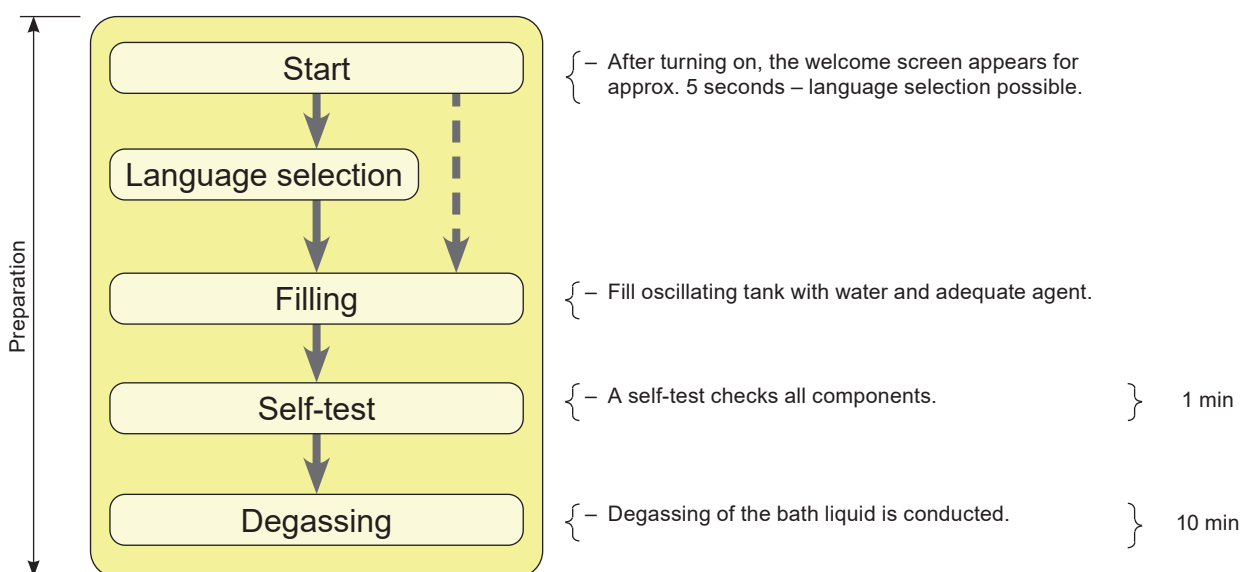 Preparation
Start
– After turning on, the welcome screen appears for
approx. 5 seconds – language selection possible.
Language selection
Filling
– Fill oscillating tank with water and adequate agent.
Self-test
– A self-test checks all components.
1 min
Degassing
– Degassing of the bath liquid is conducted.
10 min